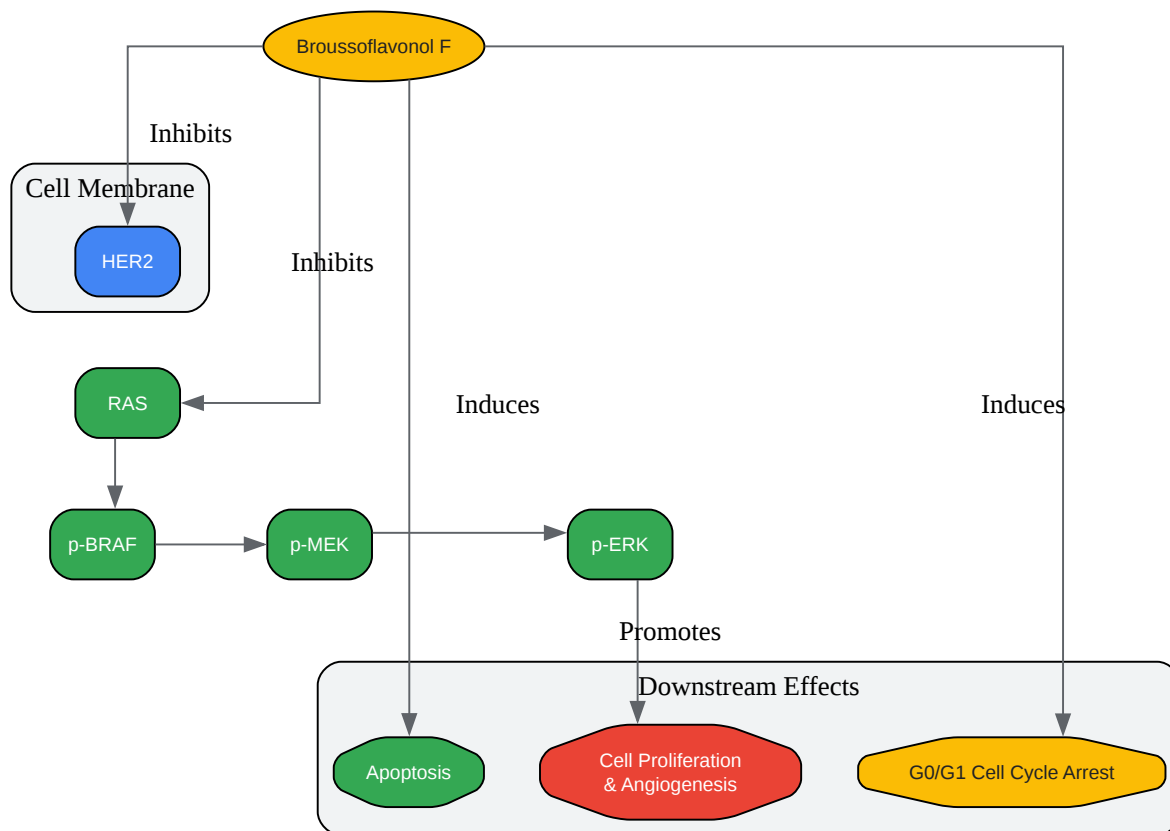 Broussoflavonol F
Inhibits
Cell Membrane
HER2
Inhibits
RAS
Induces
Induces
p-BRAF
p-MEK
p-ERK
Promotes
Downstream Effects
Apoptosis
Cell Proliferation
& Angiogenesis
G0/G1 Cell Cycle Arrest